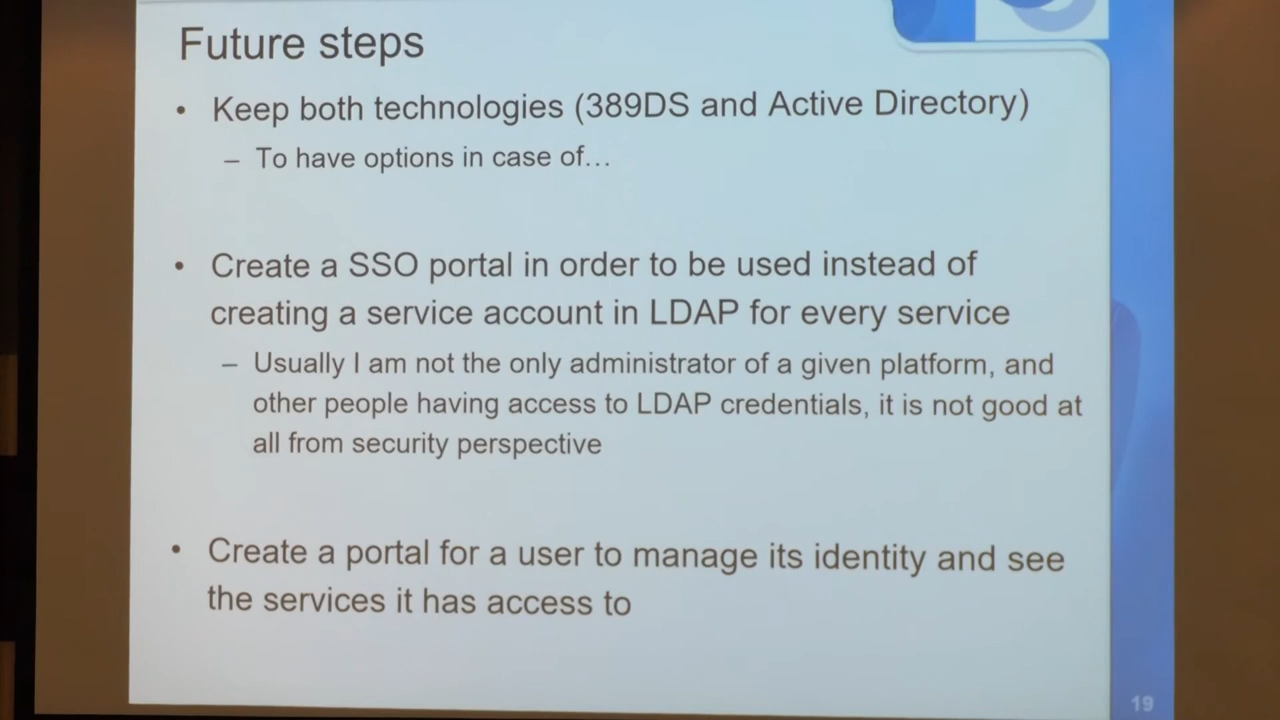 Future steps
• Keep both technologies (389DS and Active Directory)
– To have options in case of…
• Create a SSO portal in order to be used instead of
creating a service account in LDAP for every service
– Usually I am not the only administrator of a given platform, and
other people having access to LDAP credentials, it is not good at
all from security perspective
• Create a portal for a user to manage its identity and see
the services it has access to
19